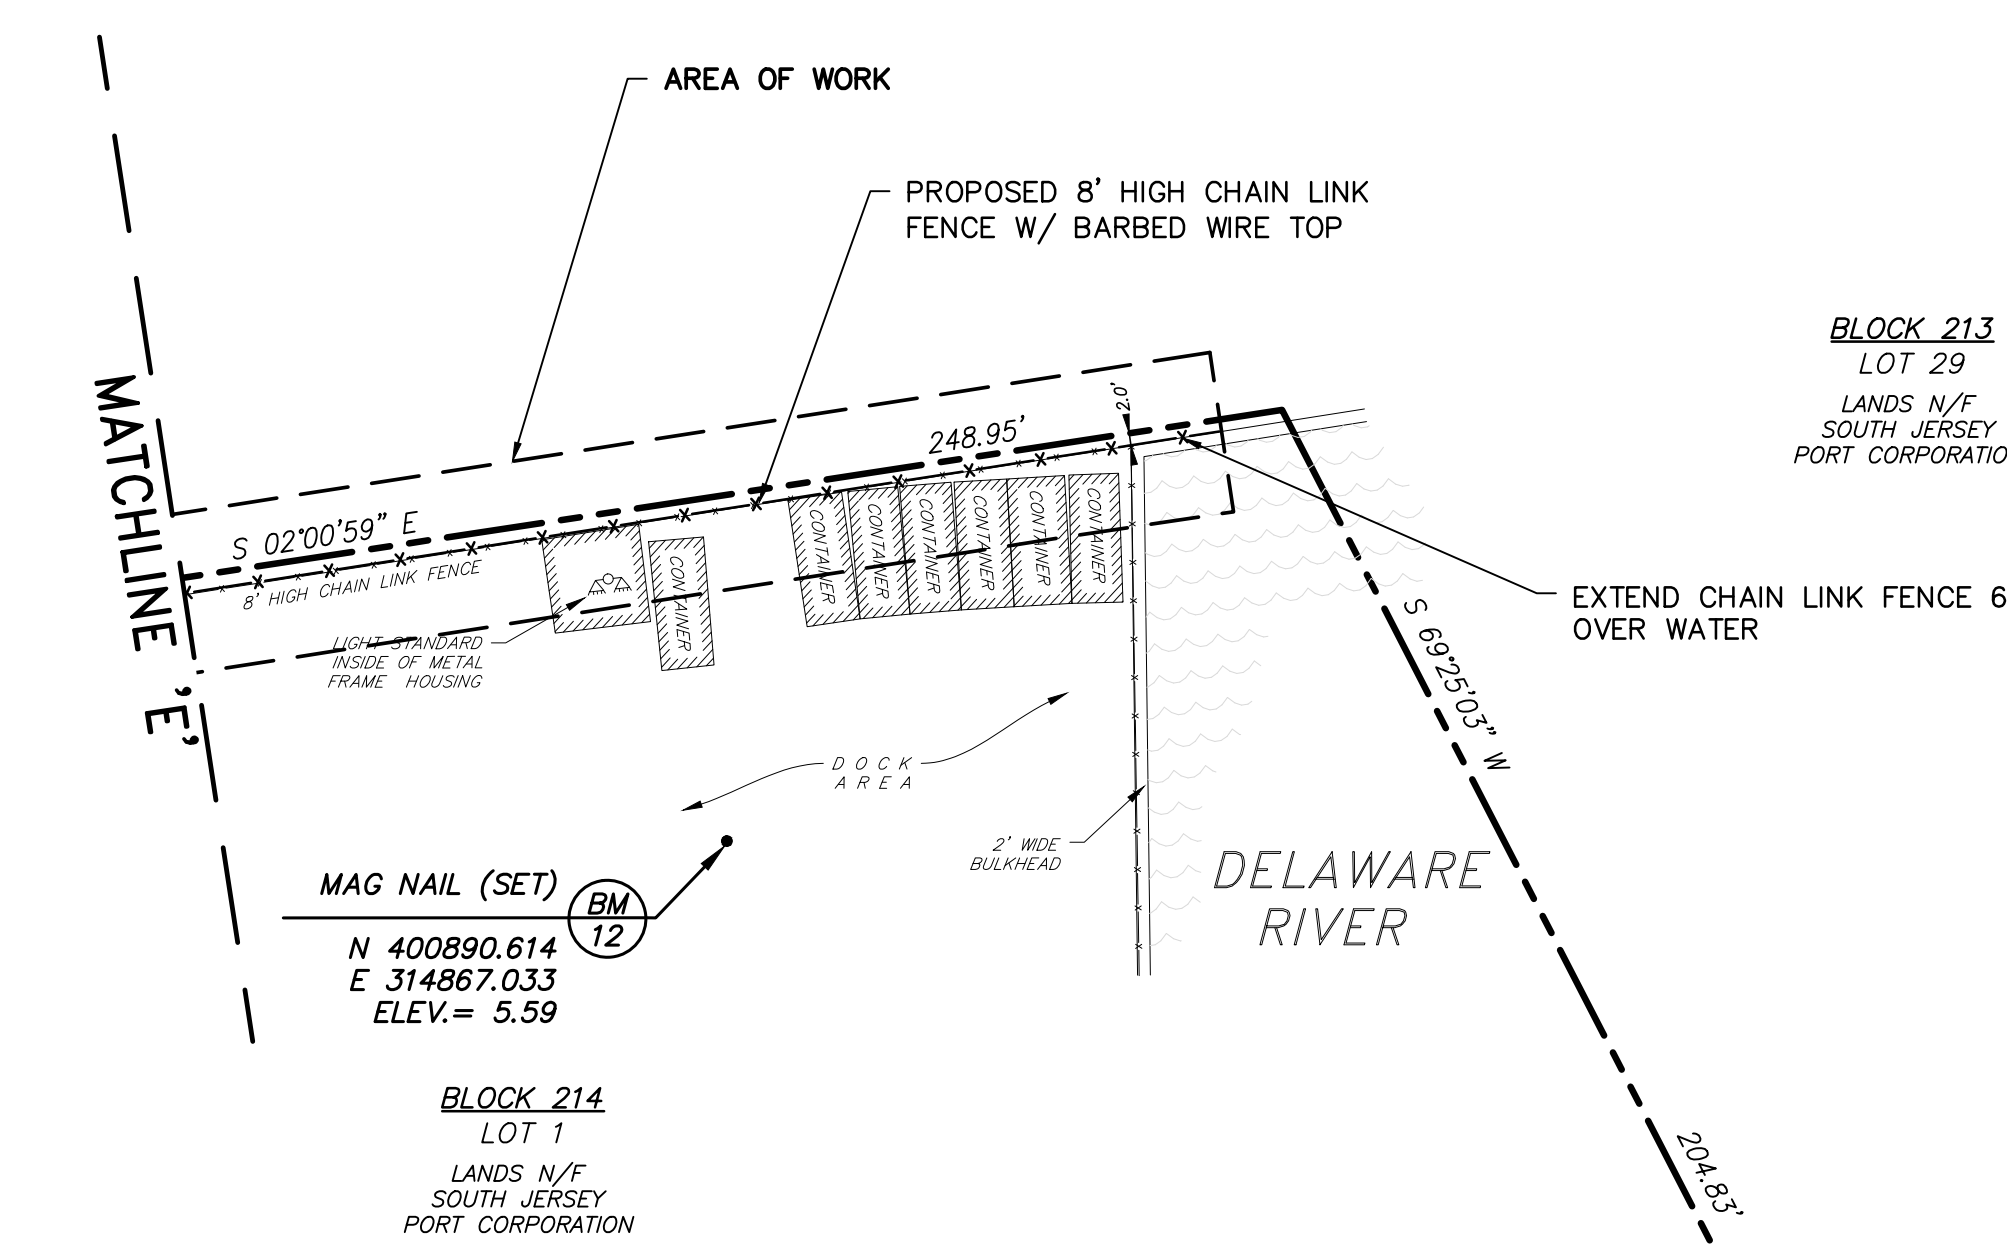 AREA OF WORK
PROPOSED 8' HIGH CHAIN LINK
FENCE W/ BARBED WIRE TOP
BLOCK 213
LOT 29
LANDS N/F
SOUTH JERSEY
PORT CORPORATIO
MATCHLINE 'E'
2.0'
248.95'
S 02°00'59" E
8' HIGH CHAIN LINK FENCE
CONTAINER
CONTAINER
CONTAINER
CONTAINER
CONTAINER
CONTAINER
CONTAINER
LIGHT STANDARD
INSIDE OF METAL
FRAME HOUSING
EXTEND CHAIN LINK FENCE 6
OVER WATER
S 69°25'03" W
DOCK
AREA
2' WIDE
BULKHEAD
DELAWARE
RIVER
MAG NAIL (SET)
BM
12
N 400890.614
E 314867.033
ELEV.= 5.59
BLOCK 214
LOT 1
LANDS N/F
SOUTH JERSEY
PORT CORPORATION
204.83'